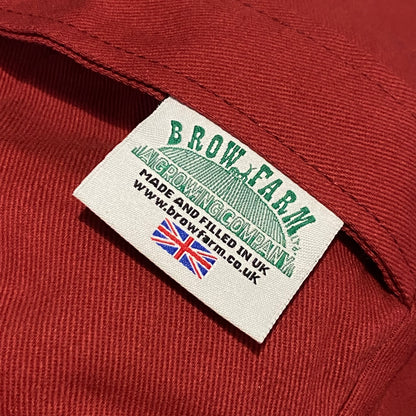 BROW FARM
A GROWING COMPANY
MADE AND FILLED IN UK
www.browfarm.co.uk